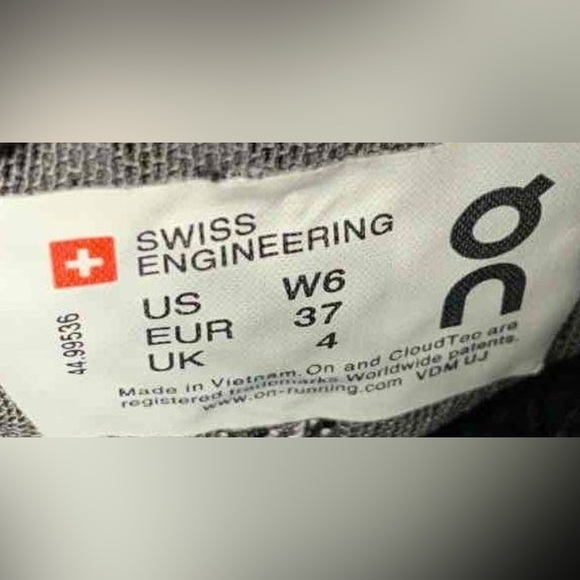 SWISS
ENGINEERING
US W6
EUR 37
UK 4
44.99536
Made in Vietnam. On and CloudTec are
registered trademarks. Worldwide patents.
www.on-running.com VDM UJ
On